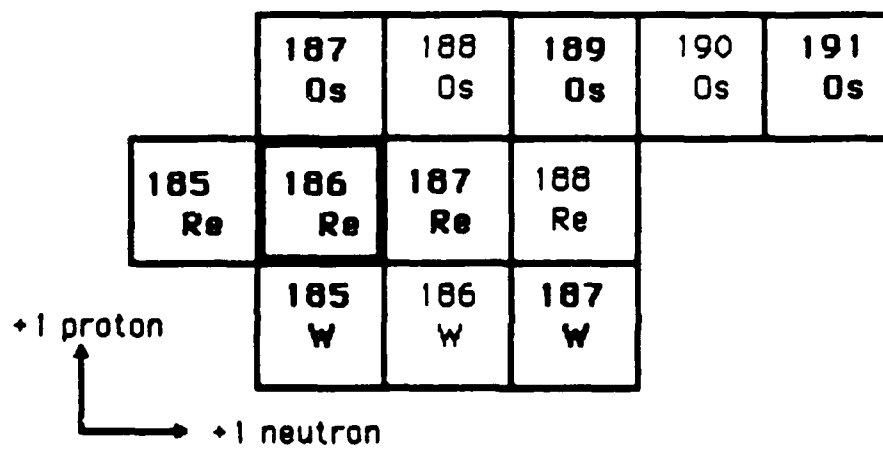 187 188 189 190 191
Os Os Os Os Os
185 186 187 188
Re Re Re Re
185 186 187
W W W
+1 proton
+1 neutron